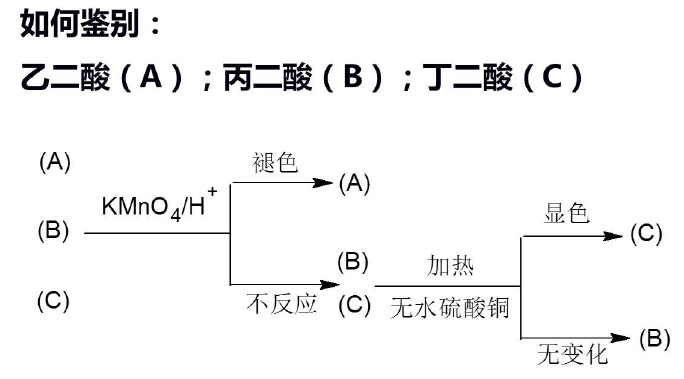 如何鉴别：
乙二酸（A）；丙二酸（B）；丁二酸（C）
(A)
(B)
(C)
KMnO4/H+
褪色
(A)
不反应
(B)
(C)
加热
无水硫酸铜
显色
(C)
无变化
(B)